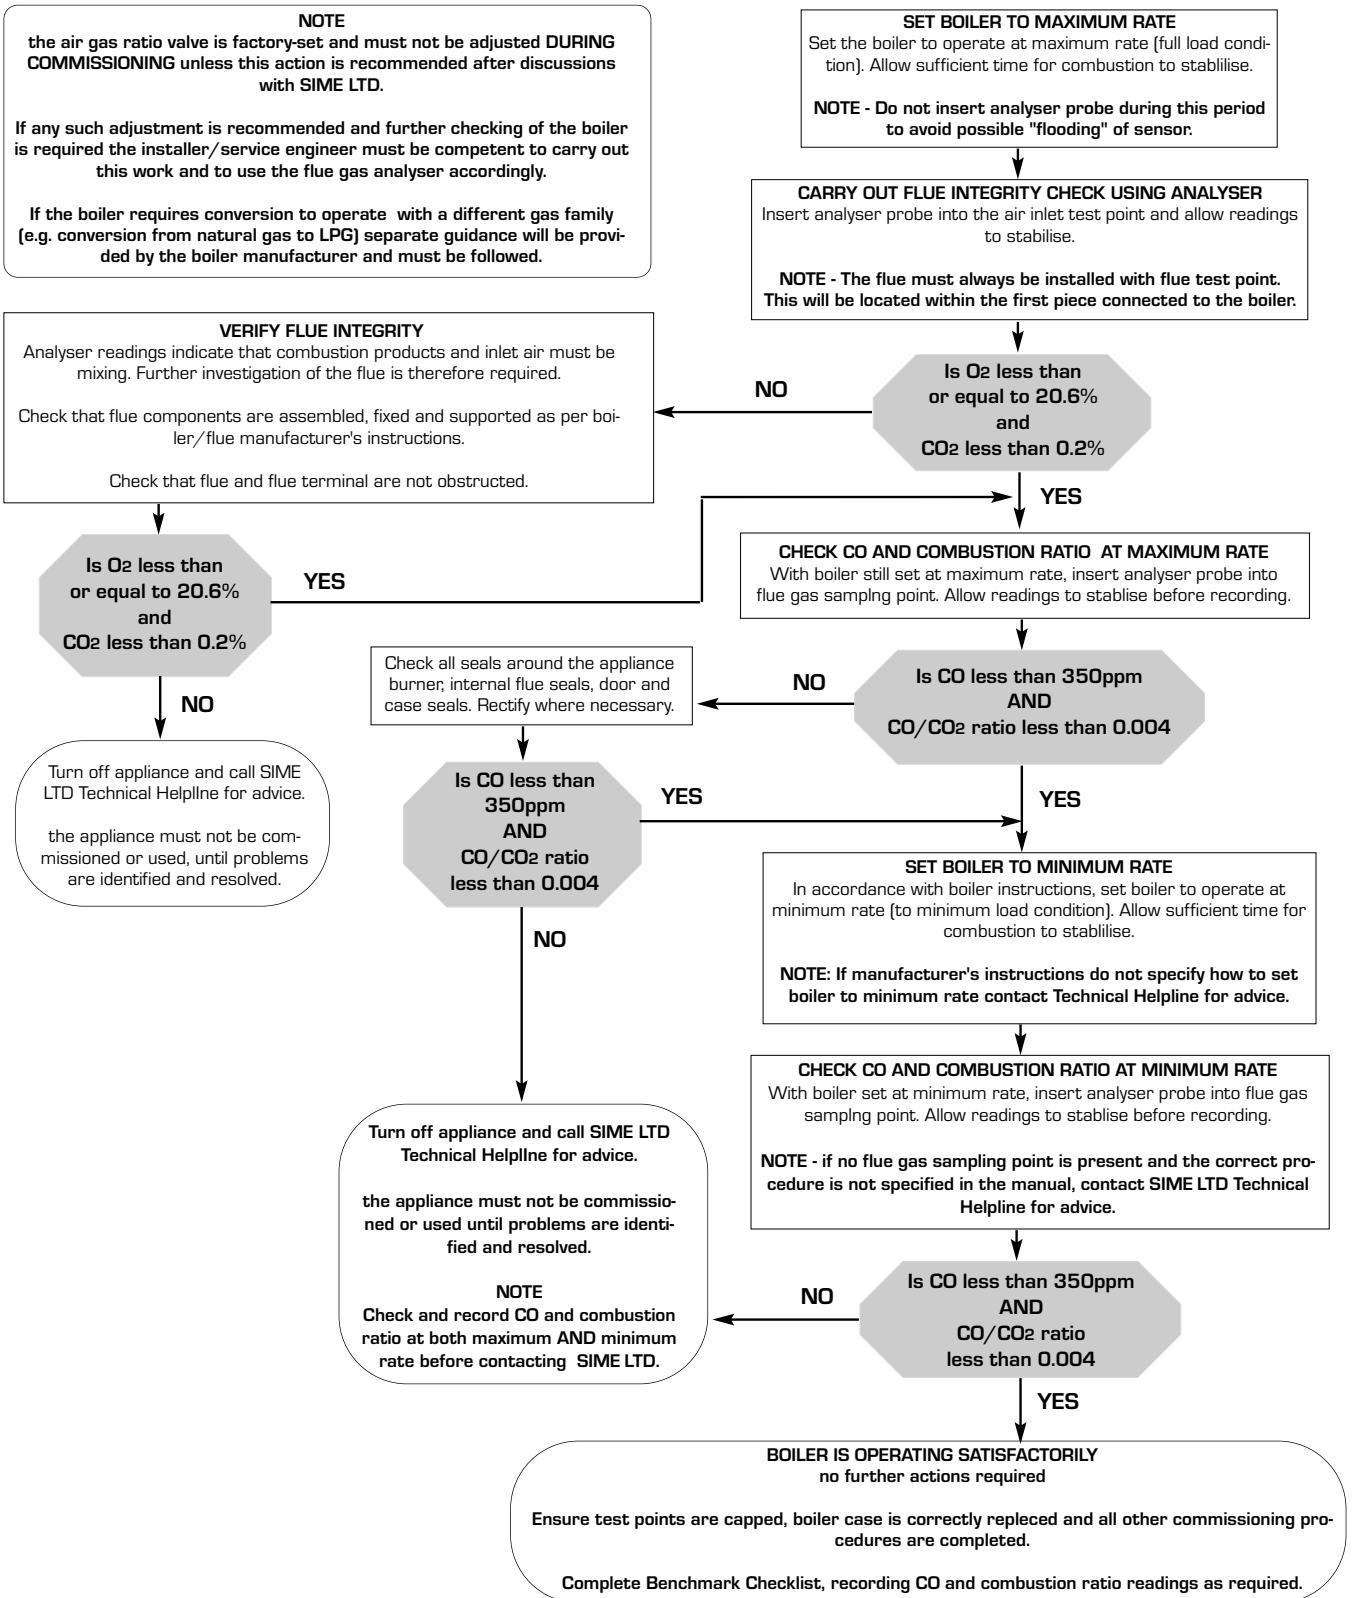 NOTE
the air gas ratio valve is factory-set and must not be adjusted DURING
COMMISSIONING unless this action is recommended after discussions
with SIME LTD.
If any such adjustment is recommended and further checking of the boiler
is required the installer/service engineer must be competent to carry out
this work and to use the flue gas analyser accordingly.
If the boiler requires conversion to operate with a different gas family
(e.g. conversion from natural gas to LPG) separate guidance will be provi-
ded by the boiler manufacturer and must be followed.
SET BOILER TO MAXIMUM RATE
Set the boiler to operate at maximum rate (full load condi-
tion). Allow sufficient time for combustion to stablilise.
NOTE - Do not insert analyser probe during this period
to avoid possible "flooding" of sensor.
CARRY OUT FLUE INTEGRITY CHECK USING ANALYSER
Insert analyser probe into the air inlet test point and allow readings
to stabilise.
NOTE - The flue must always be installed with flue test point.
This will be located within the first piece connected to the boiler.
Is O2 less than
or equal to 20.6%
and
CO2 less than 0.2%
NO
YES
VERIFY FLUE INTEGRITY
Analyser readings indicate that combustion products and inlet air must be
mixing. Further investigation of the flue is therefore required.
Check that flue components are assembled, fixed and supported as per boi-
ler/flue manufacturer's instructions.
Check that flue and flue terminal are not obstructed.
Is O2 less than
or equal to 20.6%
and
CO2 less than 0.2%
YES
NO
Turn off appliance and call SIME
LTD Technical HelplIne for advice.
the appliance must not be com-
missioned or used, until problems
are identified and resolved.
CHECK CO AND COMBUSTION RATIO AT MAXIMUM RATE
With boiler still set at maximum rate, insert analyser probe into
flue gas samplng point. Allow readings to stablise before recording.
Is CO less than 350ppm
AND
CO/CO2 ratio less than 0.004
NO
YES
Check all seals around the appliance
burner, internal flue seals, door and
case seals. Rectify where necessary.
Is CO less than
350ppm
AND
CO/CO2 ratio
less than 0.004
YES
NO
SET BOILER TO MINIMUM RATE
In accordance with boiler instructions, set boiler to operate at
minimum rate (to minimum load condition). Allow sufficient time for
combustion to stablilise.
NOTE: If manufacturer's instructions do not specify how to set
boiler to minimum rate contact Technical Helpline for advice.
CHECK CO AND COMBUSTION RATIO AT MINIMUM RATE
With boiler set at minimum rate, insert analyser probe into flue gas
samplng point. Allow readings to stablise before recording.
NOTE - if no flue gas sampling point is present and the correct pro-
cedure is not specified in the manual, contact SIME LTD Technical
Helpline for advice.
Turn off appliance and call SIME LTD
Technical HelplIne for advice.
the appliance must not be commissio-
ned or used until problems are identi-
fied and resolved.
NOTE
Check and record CO and combustion
ratio at both maximum AND minimum
rate before contacting SIME LTD.
Is CO less than 350ppm
AND
CO/CO2 ratio
less than 0.004
NO
YES
BOILER IS OPERATING SATISFACTORILY
no further actions required
Ensure test points are capped, boiler case is correctly repleced and all other commissioning pro-
cedures are completed.
Complete Benchmark Checklist, recording CO and combustion ratio readings as required.